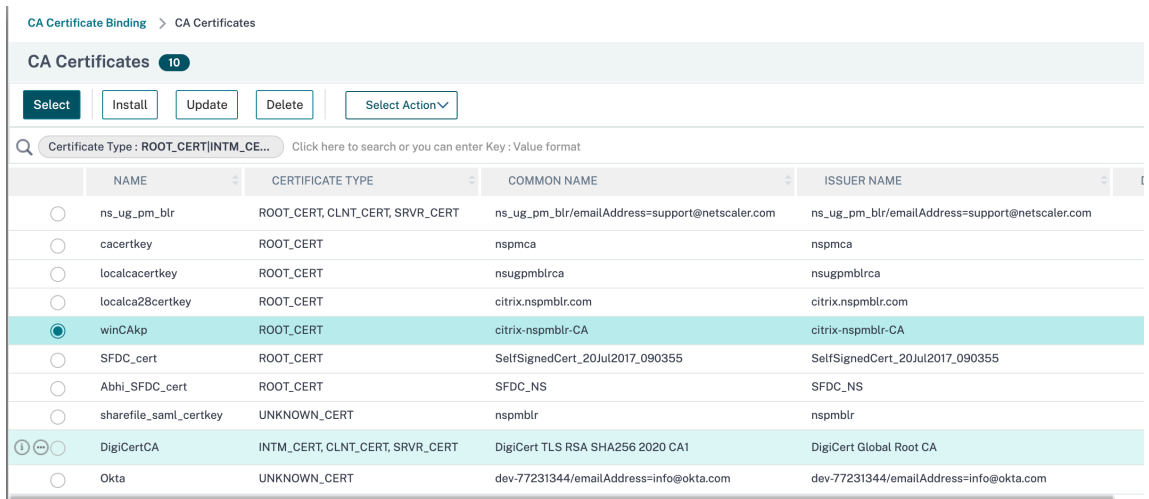 CA Certificate Binding > CA Certificates
CA Certificates 10
Select Install Update Delete Select Action
Certificate Type : ROOT_CERT|INTM_CE... Click here to search or you can enter Key : Value format
NAME CERTIFICATE TYPE COMMON NAME ISSUER NAME
ns_ug_pm_blr ROOT_CERT, CLNT_CERT, SRVR_CERT ns_ug_pm_blr/emailAddress=support@netscaler.com ns_ug_pm_blr/emailAddress=support@netscaler.com
cacertkey ROOT_CERT nspmca nspmca
localcacertkey ROOT_CERT nsugpmblrca nsugpmblrca
localca28certkey ROOT_CERT citrix.nspmblr.com citrix.nspmblr.com
winCAkp ROOT_CERT citrix-nspmblr-CA citrix-nspmblr-CA
SFDC_cert ROOT_CERT SelfSignedCert_20Jul2017_090355 SelfSignedCert_20Jul2017_090355
Abhi_SFDC_cert ROOT_CERT SFDC_NS SFDC_NS
sharefile_saml_certkey UNKNOWN_CERT nspmblr nspmblr
DigiCertCA INTM_CERT, CLNT_CERT, SRVR_CERT DigiCert TLS RSA SHA256 2020 CA1 DigiCert Global Root CA
Okta UNKNOWN_CERT dev-77231344/emailAddress=info@okta.com dev-77231344/emailAddress=info@okta.com